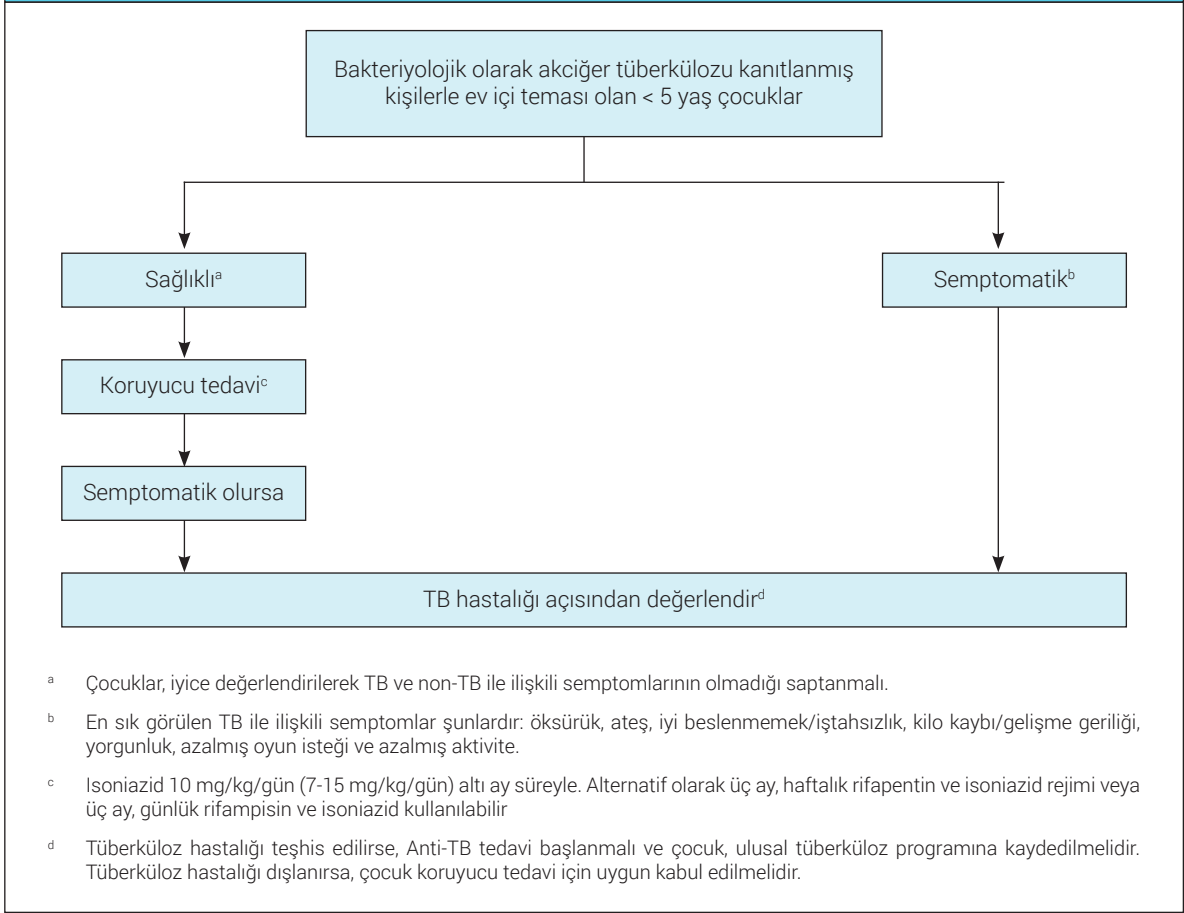 Bakteriyolojik olarak akciğer tüberkülozu kanıtlanmış
kişilerle ev içi teması olan < 5 yaş çocuklar
Sağlıklıᵃ
Semptomatikᵇ
Koruyucu tedaviᶜ
Semptomatik olursa
TB hastalığı açısından değerlendirᵈ
ᵃ Çocuklar, iyice değerlendirilerek TB ve non-TB ile ilişkili semptomlarının olmadığı saptanmalı.
ᵇ En sık görülen TB ile ilişkili semptomlar şunlardır: öksürük, ateş, iyi beslenmemek/iştahsızlık, kilo kaybı/gelişme geriliği,
yorgunluk, azalmış oyun isteği ve azalmış aktivite.
ᶜ Isoniazid 10 mg/kg/gün (7-15 mg/kg/gün) altı ay süreyle. Alternatif olarak üç ay, haftalık rifapentin ve isoniazid rejimi veya
üç ay, günlük rifampisin ve isoniazid kullanılabilir
ᵈ Tüberküloz hastalığı teşhis edilirse, Anti-TB tedavi başlanmalı ve çocuk, ulusal tüberküloz programına kaydedilmelidir.
Tüberküloz hastalığı dışlanırsa, çocuk koruyucu tedavi için uygun kabul edilmelidir.